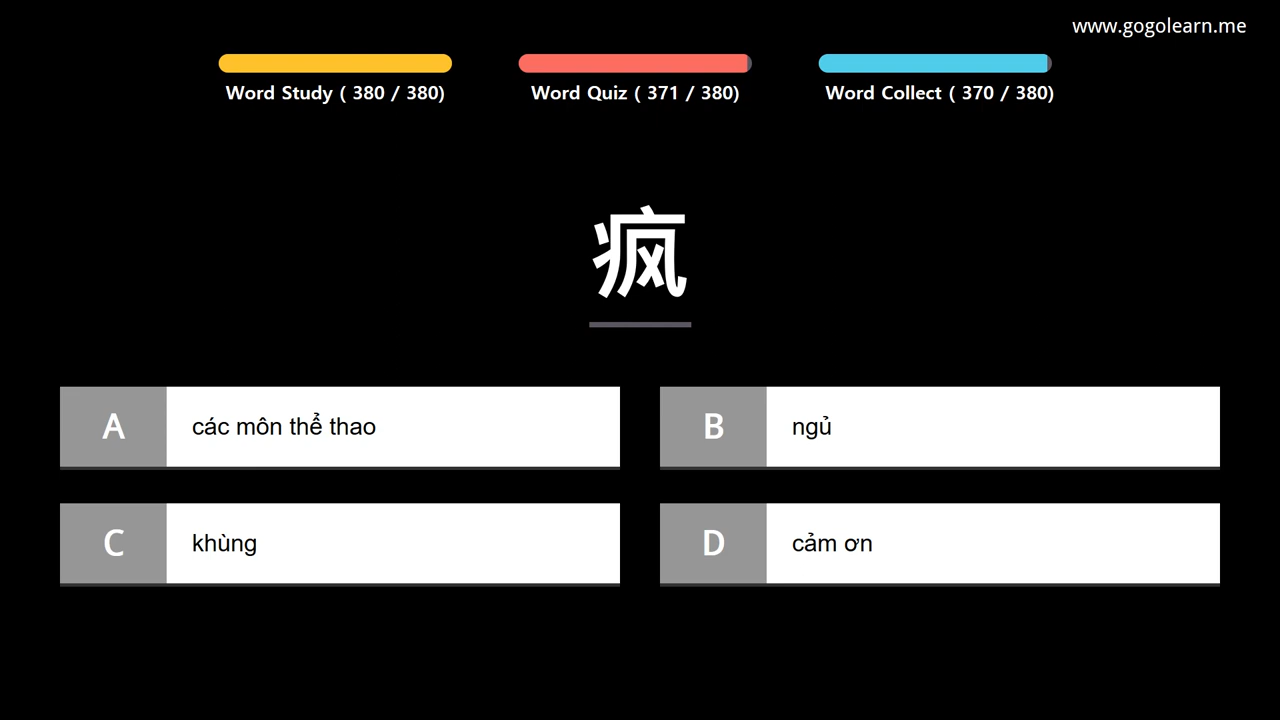 www.gogolearn.me
Word Study ( 380 / 380)
Word Quiz ( 371 / 380)
Word Collect ( 370 / 380)
疯
A
các môn thể thao
B
ngủ
C
khùng
D
cảm ơn